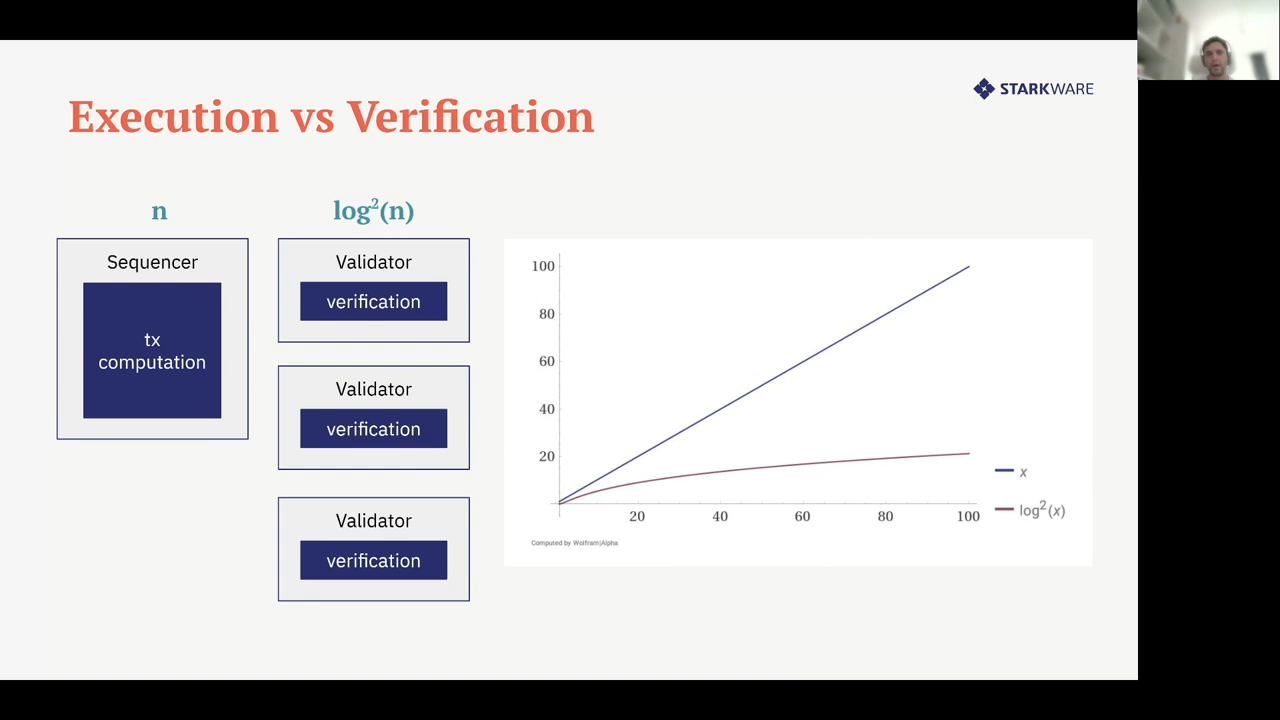 STARKWARE
Execution vs Verification
n
log²(n)
Sequencer
tx
computation
Validator
verification
Validator
verification
Validator
verification
100
80
60
40
20
20 40 60 80 100
x
log²(x)
Computed by Wolfram|Alpha